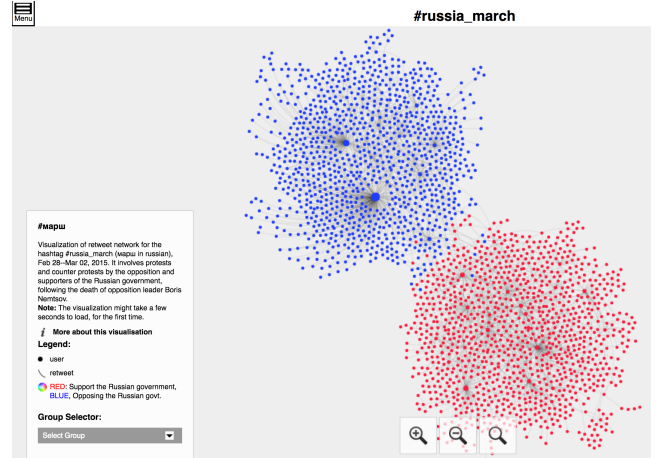 Menu
#russia_march
#марш
Visualization of retweet network for the
hashtag #russia_march (марш in russian),
Feb 28--Mar 02, 2015. It involves protests
and counter protests by the opposition and
supporters of the Russian government,
following the death of opposition leader Boris
Nemtsov.
Note: The visualization might take a few
seconds to load, for the first time.
i More about this visualisation
Legend:
user
retweet
RED: Support the Russian government,
BLUE, Opposing the Russian govt.
Group Selector:
Select Group